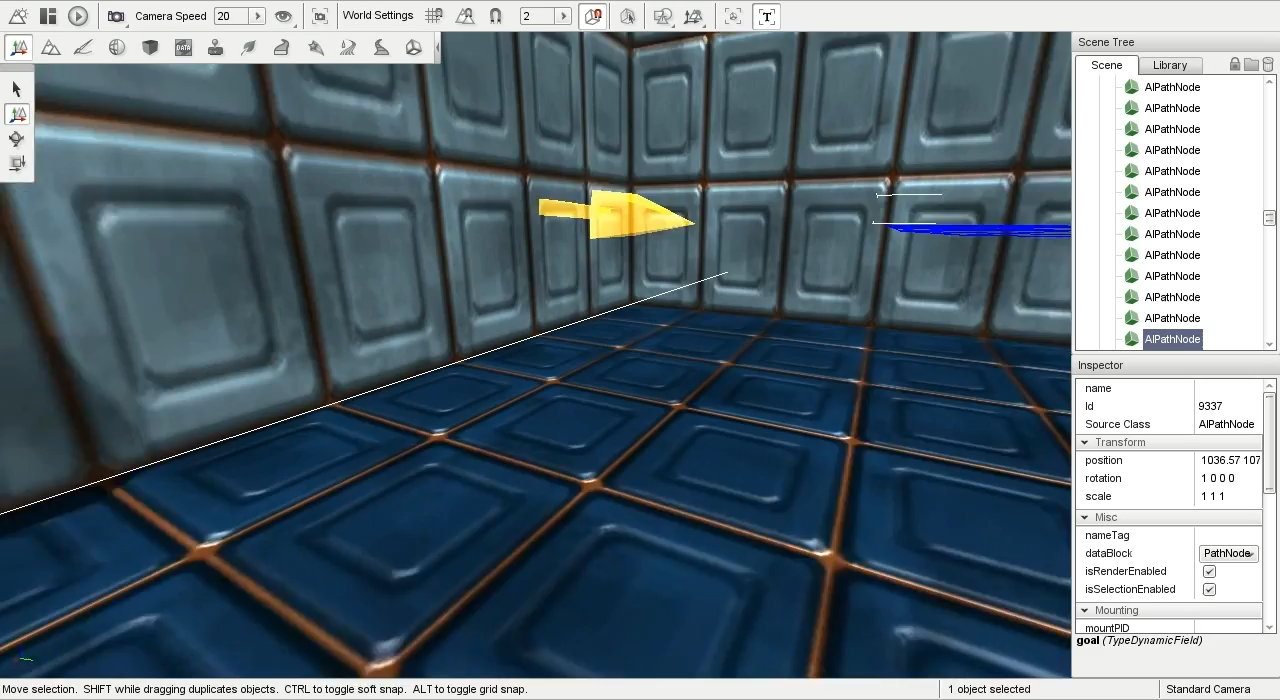 Camera Speed 20 World Settings 2 T
DATA
Scene Tree
Scene Library
AIPathNode
AIPathNode
AIPathNode
AIPathNode
AIPathNode
AIPathNode
AIPathNode
AIPathNode
AIPathNode
AIPathNode
AIPathNode
AIPathNode
AIPathNode
Inspector
name
Id 9337
Source Class AIPathNode
Transform
position 1036.57 107
rotation 1 0 0 0
scale 1 1 1
Misc
nameTag
dataBlock PathNode
isRenderEnabled
isSelectionEnabled
Mounting
mountPID
goal (TypeDynamicField)
Move selection. SHIFT while dragging duplicates objects. CTRL to toggle soft snap. ALT to toggle grid snap. 1 object selected Standard Camera